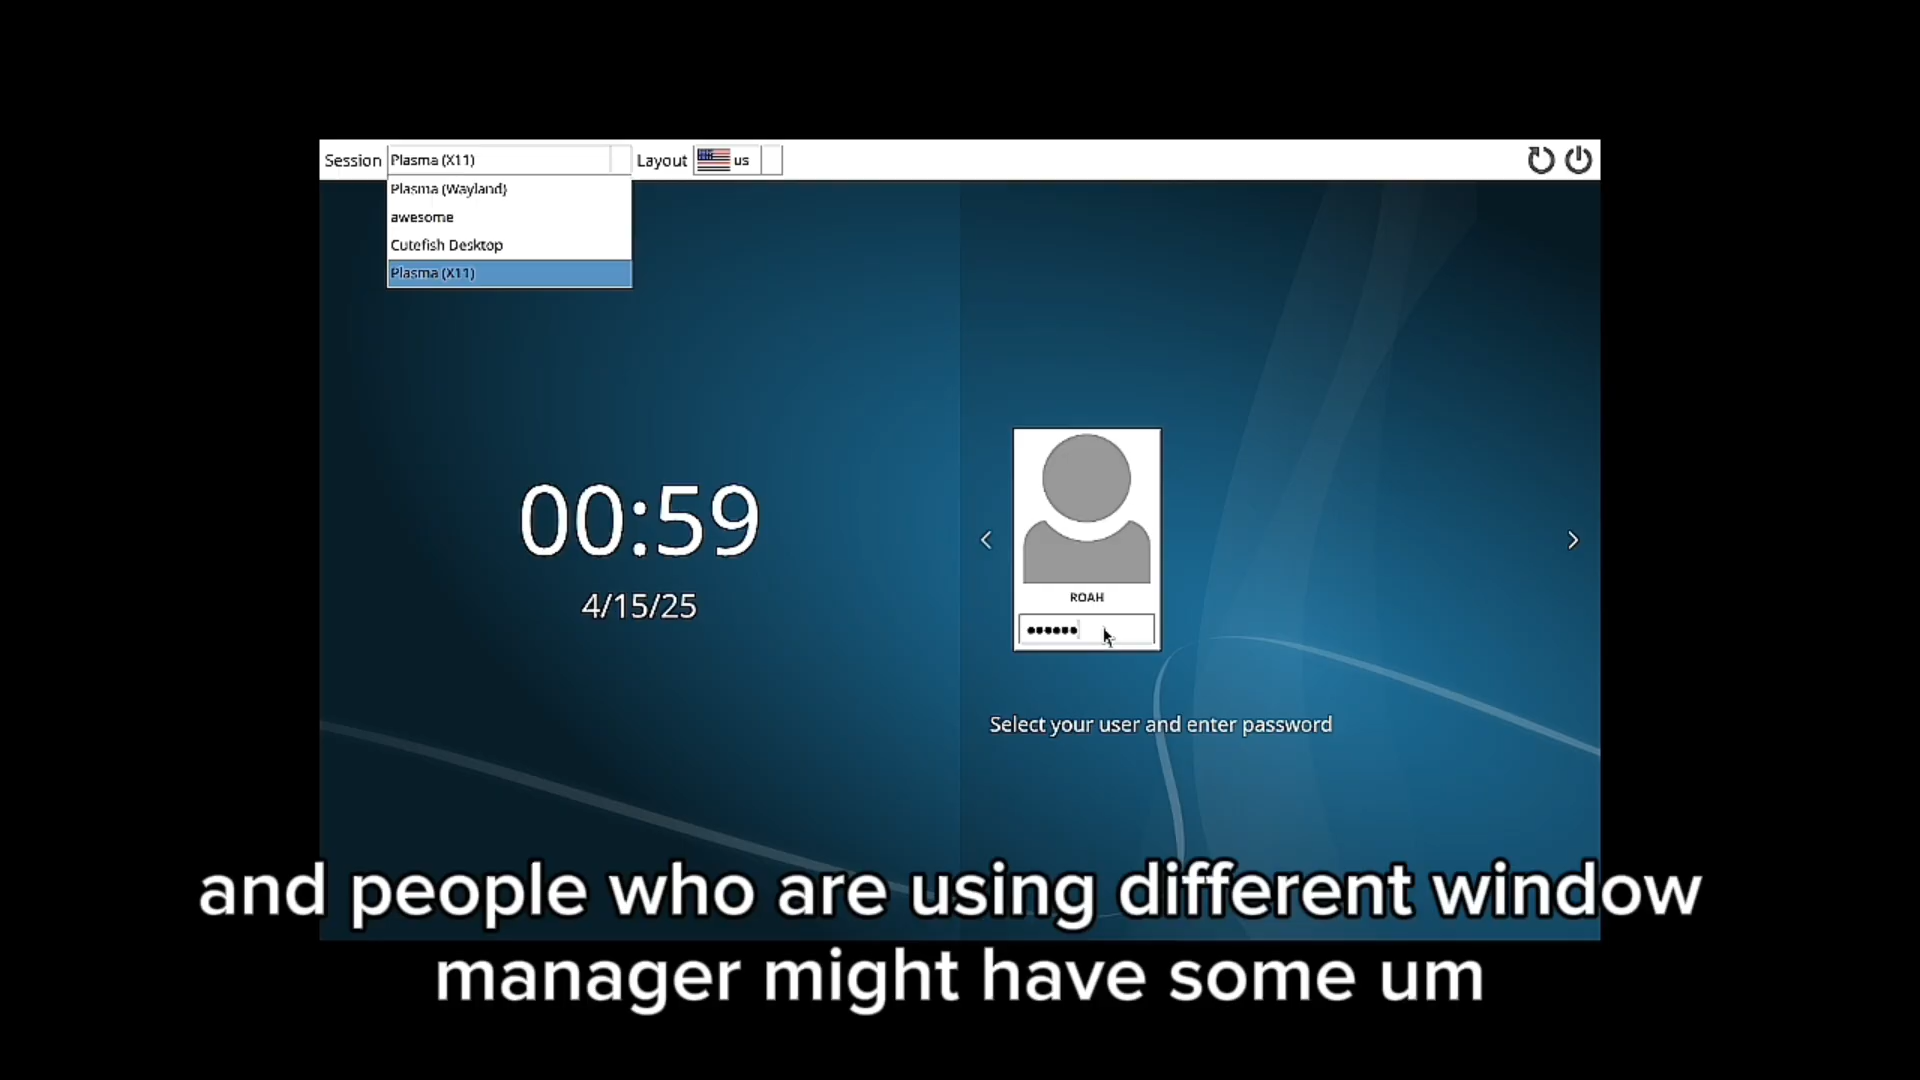 Session Plasma (X11) Layout us
Plasma (Wayland)
awesome
Cutefish Desktop
Plasma (X11)
00:59
4/15/25
ROAH
Select your user and enter password
and people who are using different window
manager might have some um